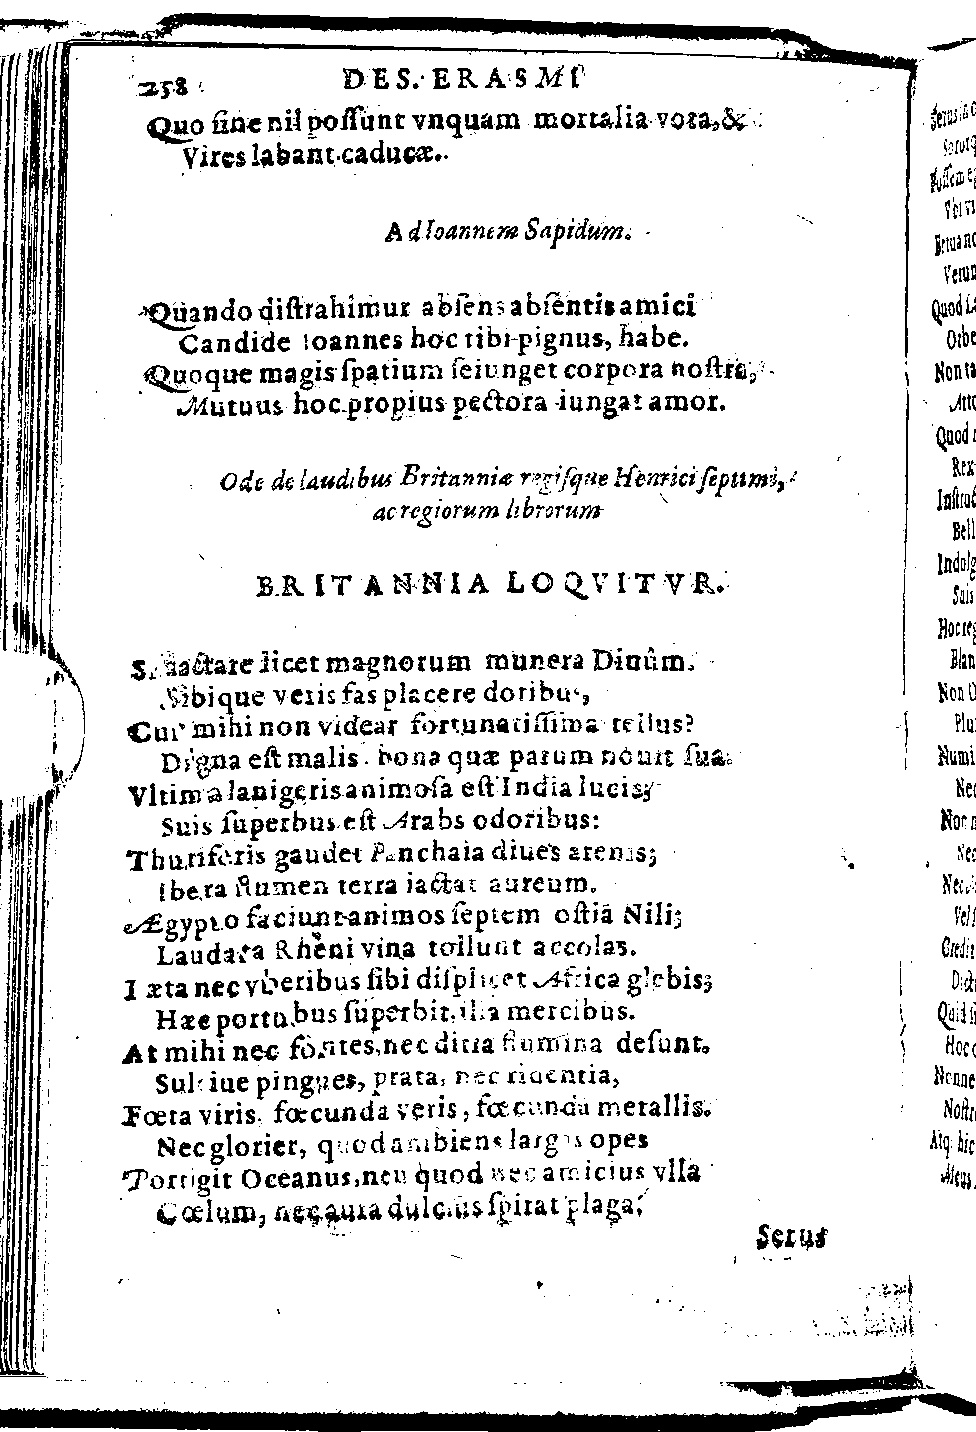 258 DES. ERASMI
Quo sine nil possunt vnquam mortalia vota, &
Vires labant caducæ.
Ad Ioannem Sapidum.
Quando distrahimur absens absentis amici
Candide Ioannes hoc tibi pignus, habe.
Quoque magis spatium seiunget corpora nostra,
Mutuus hoc propius pectora iungat amor.
Ode de laudibus Britanniæ regisque Henrici septimi,
ac regiorum librorum
BRITANNIA LOQVITVR.
Si iactare licet magnorum munera Diuûm.
Sibique veris fas placere doribus,
Cur mihi non videar fortunatissima tellus?
Digna est malis bona quæ parum nouit sua.
Vltima lanigeris animosa est India lucis;
Suis superbus est Arabs odoribus:
Thuriferis gaudet Panchaia diues arenis;
Ibera flumen terra iactat aureum.
Ægypto faciunt animos septem ostia Nili;
Laudata Rheni vina tollunt accolas.
Læta nec vberibus sibi displicet Africa glebis;
Hæc portubus superbit, illa mercibus.
At mihi nec fontes, nec ditia flumina desunt.
Sulciue pingues, prata, nec ridentia,
Fœta viris, fœcunda veris, fœcunda metallis.
Nec glorier, quod ambiens largas opes
Porrigit Oceanus, neu quod nec amicius vlla
Cœlum, nec aura dulcius spirat plaga.
Serus